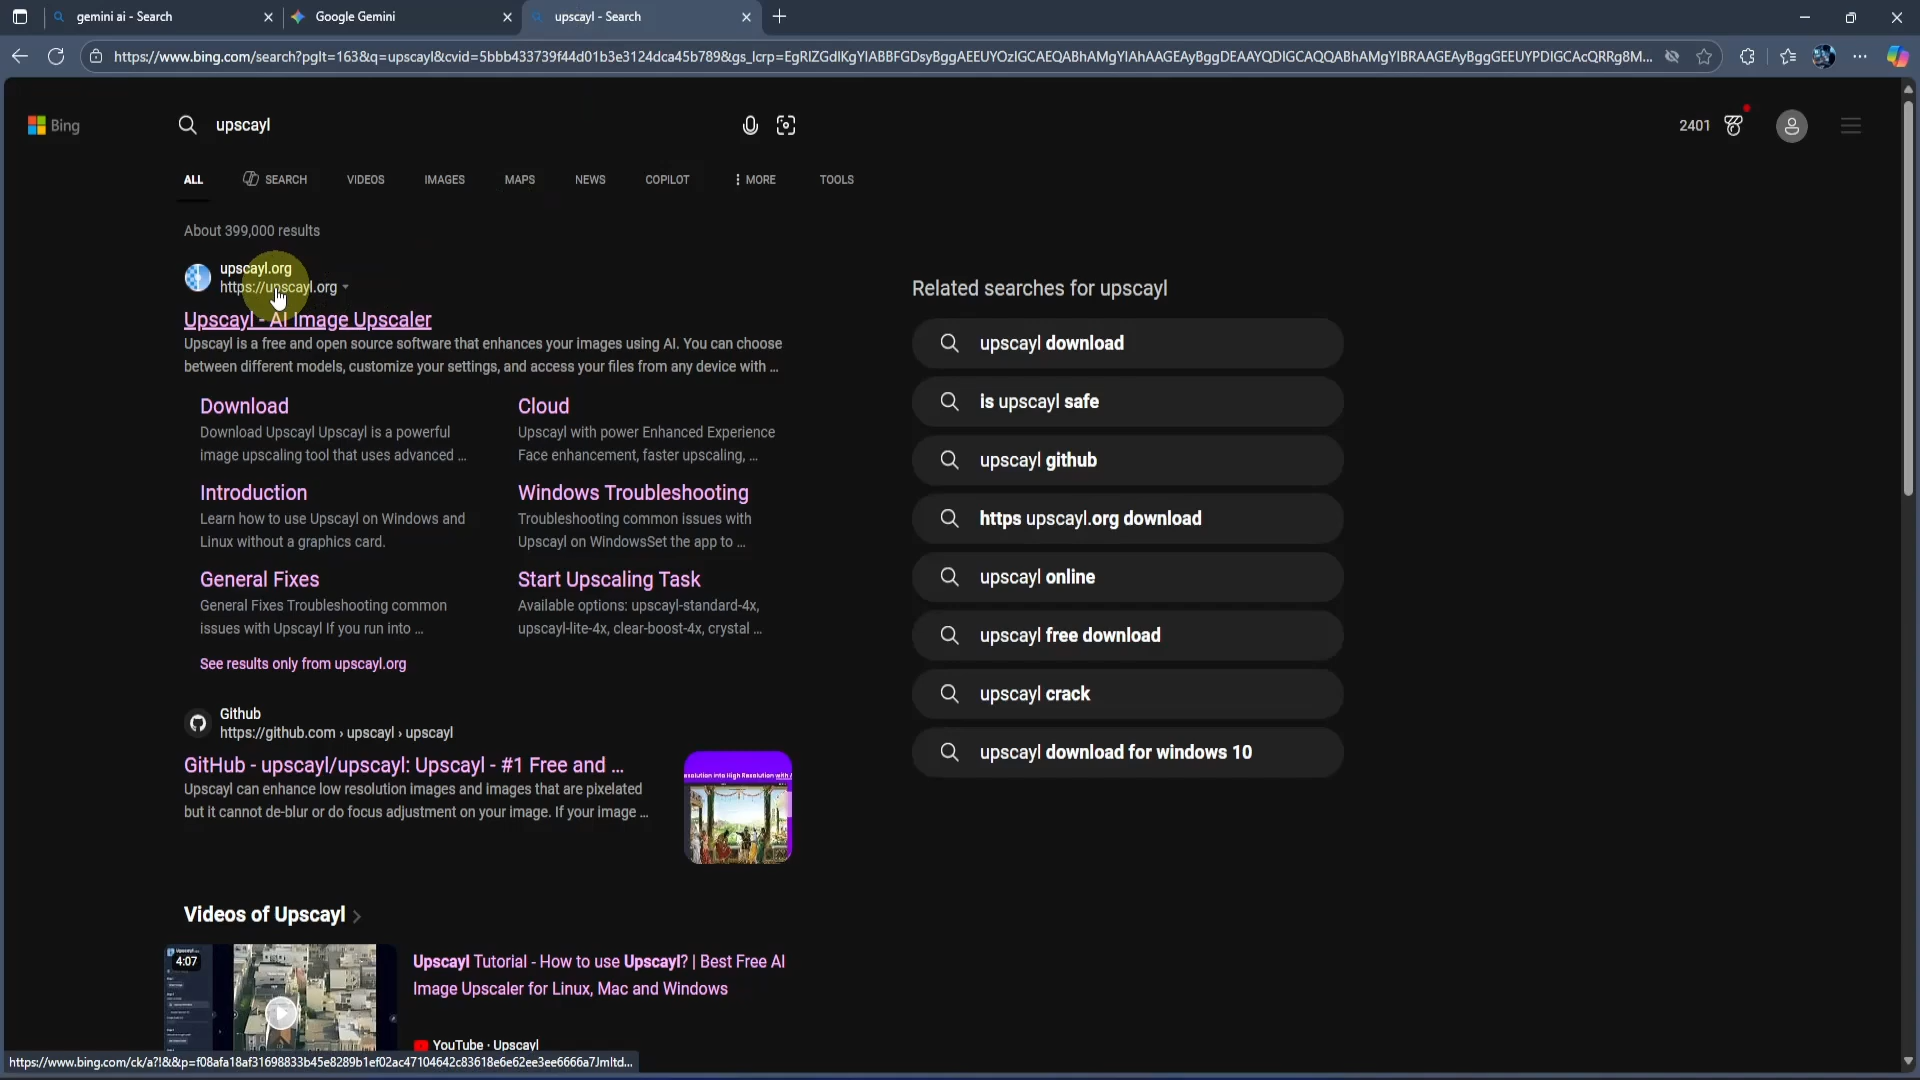 gemini ai - Search
Google Gemini
upscayl - Search
https://www.bing.com/search?pglt=163&q=upscayl&cvid=5bbb433739f44d01b3e3124dca45b789&gs_lcrp=EgRlZGdlKgYIABBFGDsyBggAEEUYOzIGCAEQABhAMgYIAhAAGEAyBggDEAAYQDIGCAQQABhAMgYIBRAAGEAyBggGEEUYPDIGCAcQRRg8M...
Bing
upscayl
2401
ALL SEARCH VIDEOS IMAGES MAPS NEWS COPILOT MORE TOOLS
About 399,000 results
upscayl.org
https://upscayl.org
Upscayl - AI Image Upscaler
Upscayl is a free and open source software that enhances your images using AI. You can choose
between different models, customize your settings, and access your files from any device with ...
Download
Download Upscayl Upscayl is a powerful
image upscaling tool that uses advanced ...
Cloud
Upscayl with power Enhanced Experience
Face enhancement, faster upscaling, ...
Introduction
Learn how to use Upscayl on Windows and
Linux without a graphics card.
Windows Troubleshooting
Troubleshooting common issues with
Upscayl on WindowsSet the app to ...
General Fixes
General Fixes Troubleshooting common
issues with Upscayl If you run into ...
Start Upscaling Task
Available options: upscayl-standard-4x,
upscayl-lite-4x, clear-boost-4x, crystal ...
See results only from upscayl.org
Github
https://github.com › upscayl › upscayl
GitHub - upscayl/upscayl: Upscayl - #1 Free and ...
Upscayl can enhance low resolution images and images that are pixelated
but it cannot de-blur or do focus adjustment on your image. If your image ...
Videos of Upscayl
4:07
Upscayl Tutorial - How to use Upscayl? | Best Free AI
Image Upscaler for Linux, Mac and Windows
YouTube · Upscayl
Related searches for upscayl
upscayl download
is upscayl safe
upscayl github
https upscayl.org download
upscayl online
upscayl free download
upscayl crack
upscayl download for windows 10
https://www.bing.com/ck/a?!&&p=f08afa18af31698833b45e8289b1ef02ac47104642c83618e6e62ee3ee6666a7JmItd...